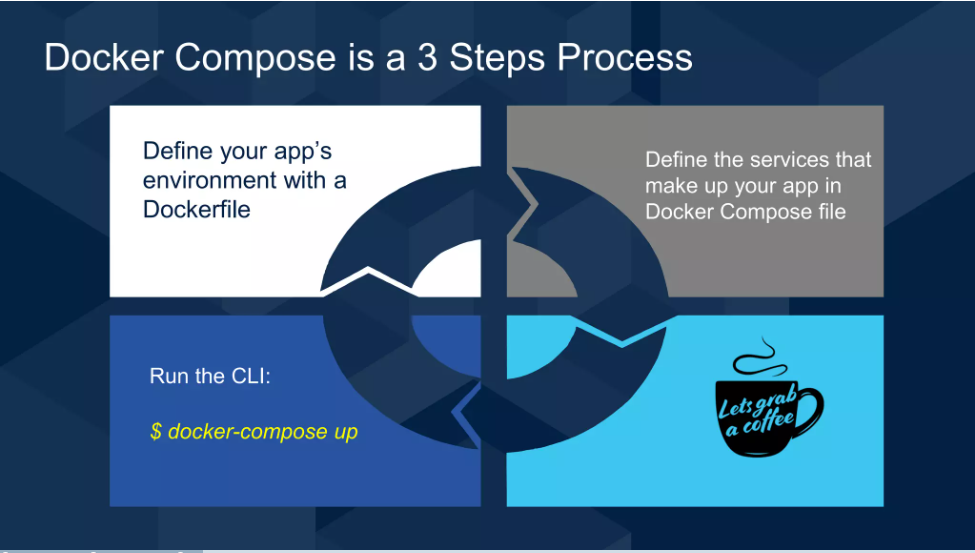 Docker Compose is a 3 Steps Process
Define your app’s
environment with a
Dockerfile
Define the services that
make up your app in
Docker Compose file
Run the CLI:
$ docker-compose up
Lets grab
a coffee